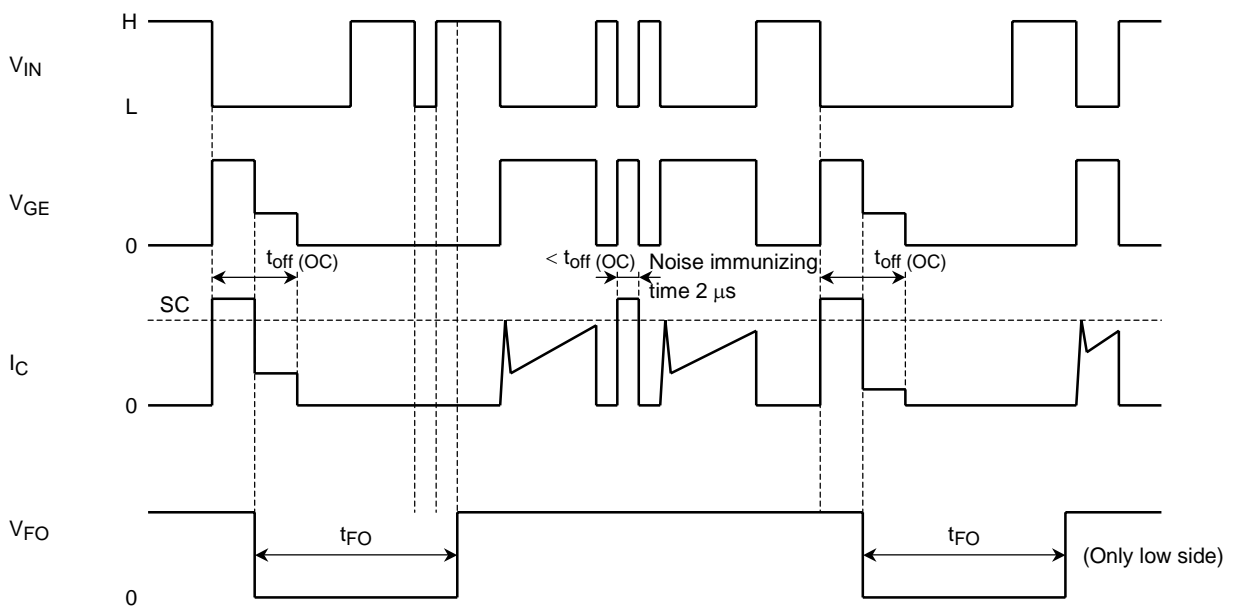 H
VIN
L
VGE
0
toff (OC)
< toff (OC)
Noise immunizing
time 2 μs
toff (OC)
SC
IC
0
VFO
tFO
tFO
(Only low side)
0